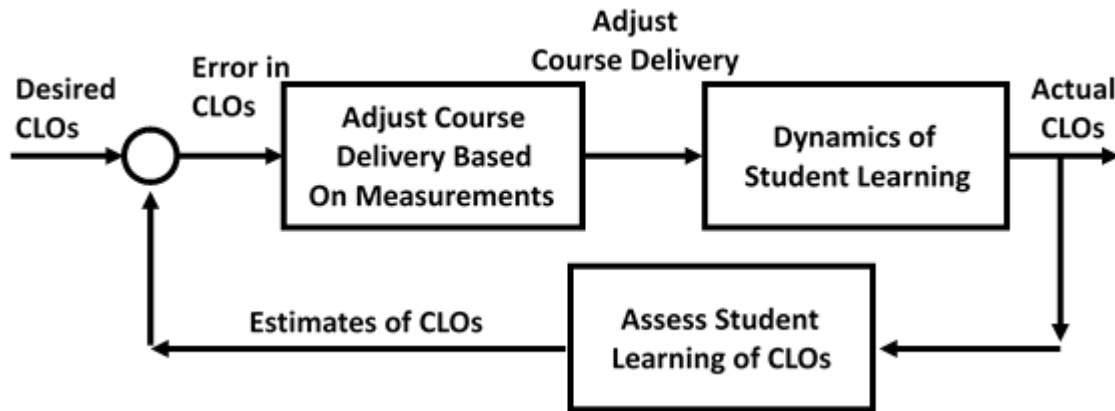 Desired
CLOs
Error in
CLOs
Adjust Course
Delivery Based
On Measurements
Adjust
Course Delivery
Dynamics of
Student Learning
Actual
CLOs
Estimates of CLOs
Assess Student
Learning of CLOs